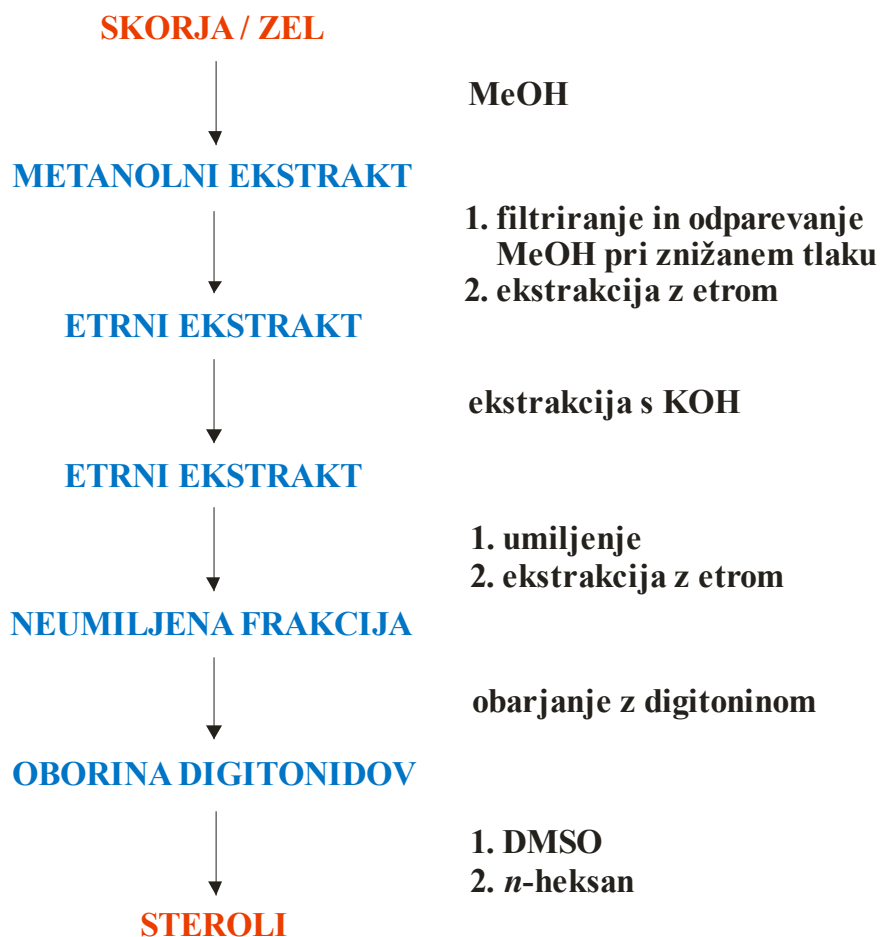 SKORJA / ZEL
MeOH
METANOLNI EKSTRAKT
1. filtriranje in odparevanje
MeOH pri znižanem tlaku
2. ekstrakcija z etrom
ETRNI EKSTRAKT
ekstrakcija s KOH
ETRNI EKSTRAKT
1. umiljenje
2. ekstrakcija z etrom
NEUMILJENA FRAKCIJA
obarjanje z digitoninom
OBORINA DIGITONIDOV
1. DMSO
2. n-heksan
STEROLI